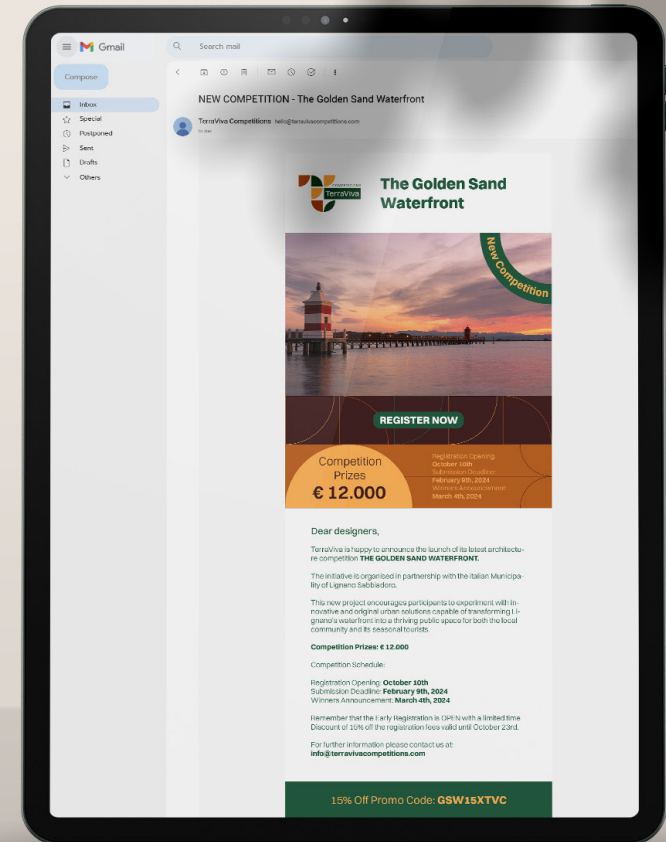 Gmail
Search mail
Compose
Inbox
Special
Postponed
Sent
Drafts
Others
NEW COMPETITION - The Golden Sand Waterfront
TerraViva Competitions hello@terravivacompetitions.com
to me
COMPETITIONS
TerraViva
The Golden Sand
Waterfront
New Competition
REGISTER NOW
Competition
Prizes
€ 12.000
Registration Opening:
October 10th
Submission Deadline:
February 9th, 2024
Winners Announcement:
March 4th, 2024
Dear designers,
TerraViva is happy to announce the launch of its latest architectu-
re competition THE GOLDEN SAND WATERFRONT.
The initiative is organised in partnership with the Italian Municipa-
lity of Lignano Sabbiadoro.
This new project encourages participants to experiment with in-
novative and original urban solutions capable of transforming Li-
gnano's waterfront into a thriving public space for both the local
community and its seasonal tourists.
Competition Prizes: € 12.000
Competition Schedule:
Registration Opening: October 10th
Submission Deadline: February 9th, 2024
Winners Announcement: March 4th, 2024
Remember that the Early Registration is OPEN with a limited time
Discount of 15% off the registration fees valid until October 23rd.
For further information please contact us at:
info@terravivacompetitions.com
15% Off Promo Code: GSW15XTVC